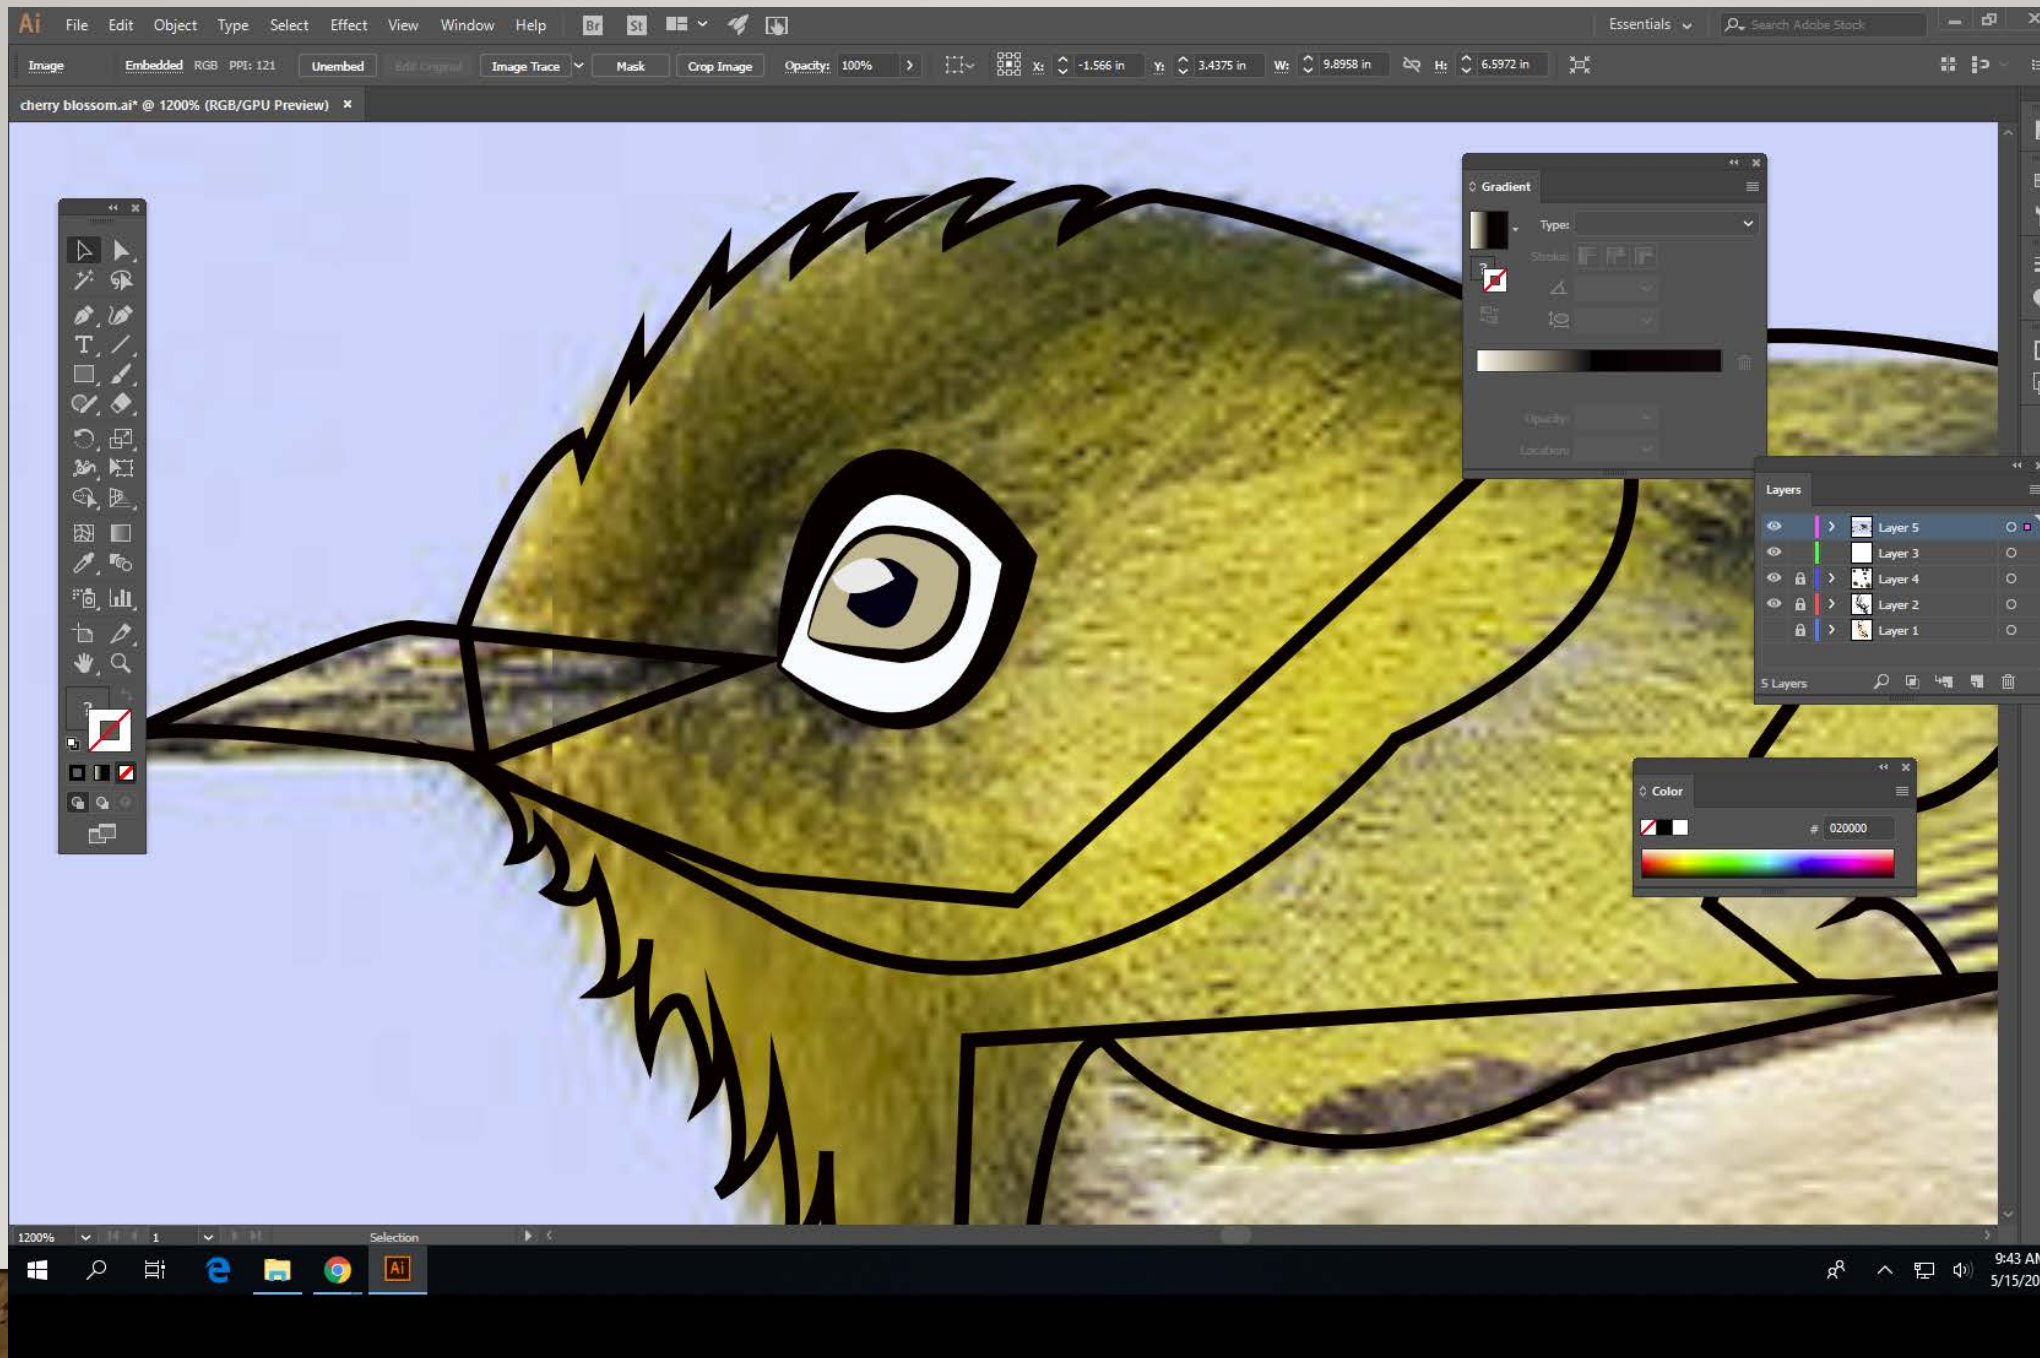 Ai File Edit Object Type Select Effect View Window Help Br St Essentials Search Adobe Stock
Image Embedded RGB PPI: 121 Unembed Edit Original Image Trace Mask Crop Image Opacity: 100% X: -1.566 in Y: 3.4375 in W: 9.8958 in H: 6.5972 in
cherry blossom.ai* @ 1200% (RGB/GPU Preview) ×
Gradient
Type:
Stroke:
?
Opacity:
Location:
Layers
Layer 5
Layer 3
Layer 4
Layer 2
Layer 1
5 Layers
T
?
Color
# 020000
1200% 1 Selection
Ai
9:43 AM
5/15/20